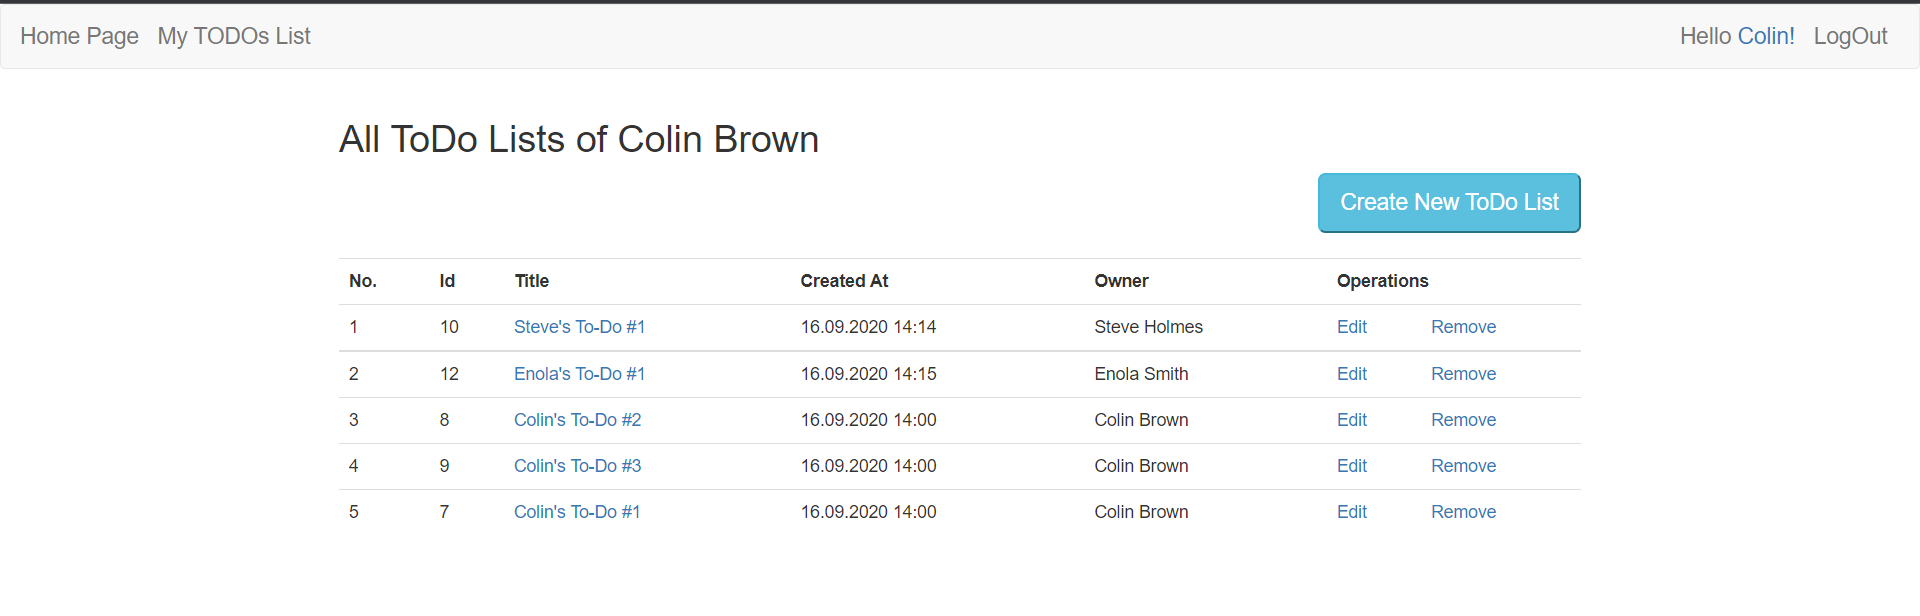 Home Page My TODOs List Hello Colin! LogOut
All ToDo Lists of Colin Brown
Create New ToDo List
No. Id Title Created At Owner Operations
1 10 Steve's To-Do #1 16.09.2020 14:14 Steve Holmes Edit Remove
2 12 Enola's To-Do #1 16.09.2020 14:15 Enola Smith Edit Remove
3 8 Colin's To-Do #2 16.09.2020 14:00 Colin Brown Edit Remove
4 9 Colin's To-Do #3 16.09.2020 14:00 Colin Brown Edit Remove
5 7 Colin's To-Do #1 16.09.2020 14:00 Colin Brown Edit Remove